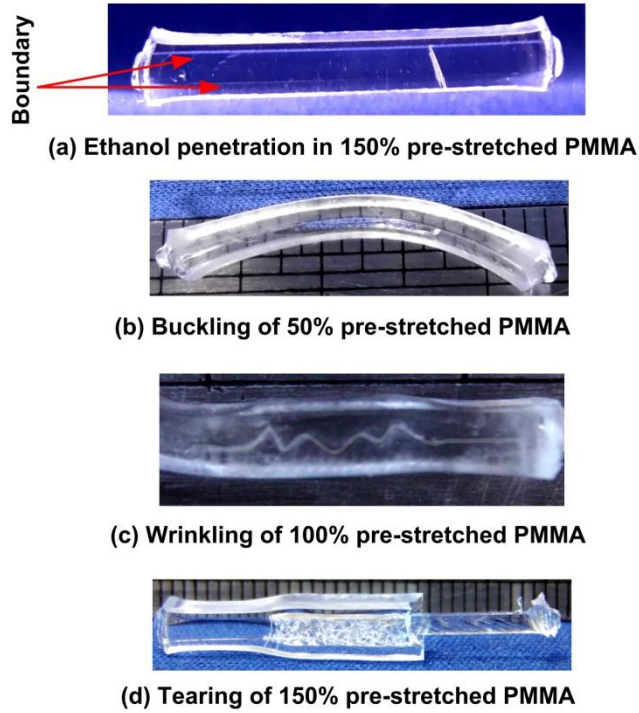 Boundary
(a) Ethanol penetration in 150% pre-stretched PMMA
(b) Buckling of 50% pre-stretched PMMA
(c) Wrinkling of 100% pre-stretched PMMA
(d) Tearing of 150% pre-stretched PMMA